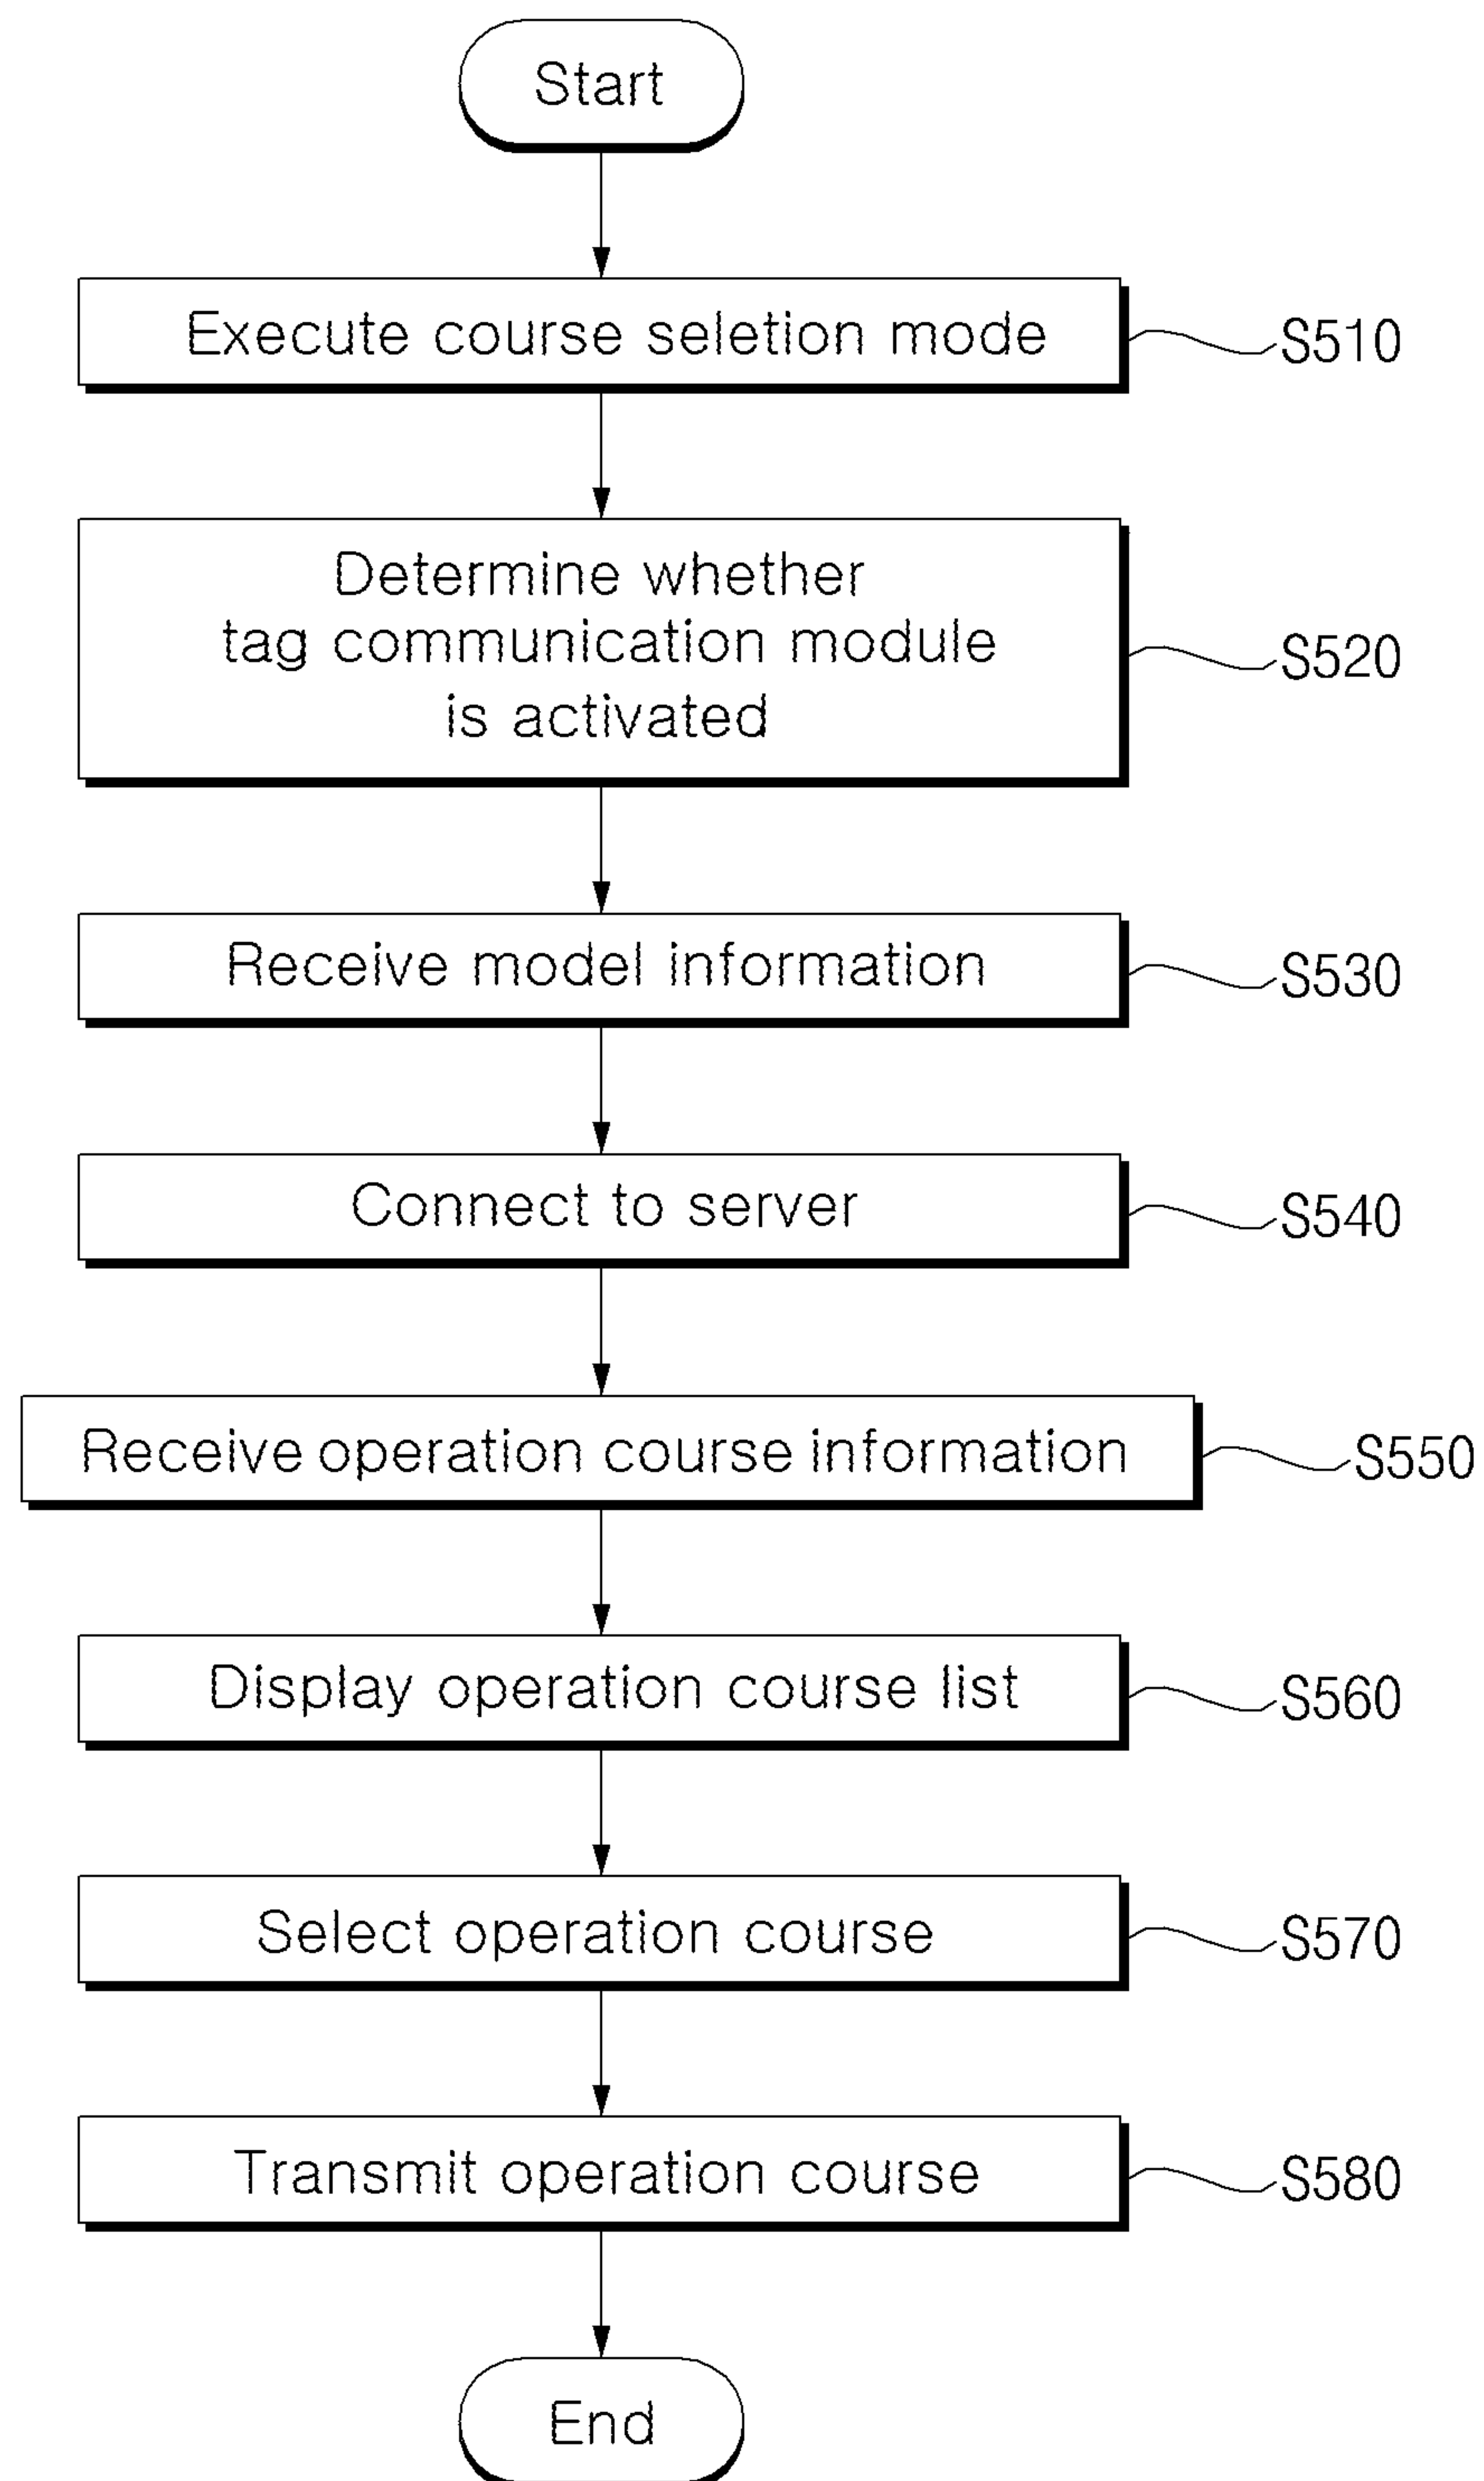 Start
Execute course seletion mode
S510
Determine whether
tag communication module
is activated
S520
Receive model information
S530
Connect to server
S540
Receive operation course information
S550
Display operation course list
S560
Select operation course
S570
Transmit operation course
S580
End